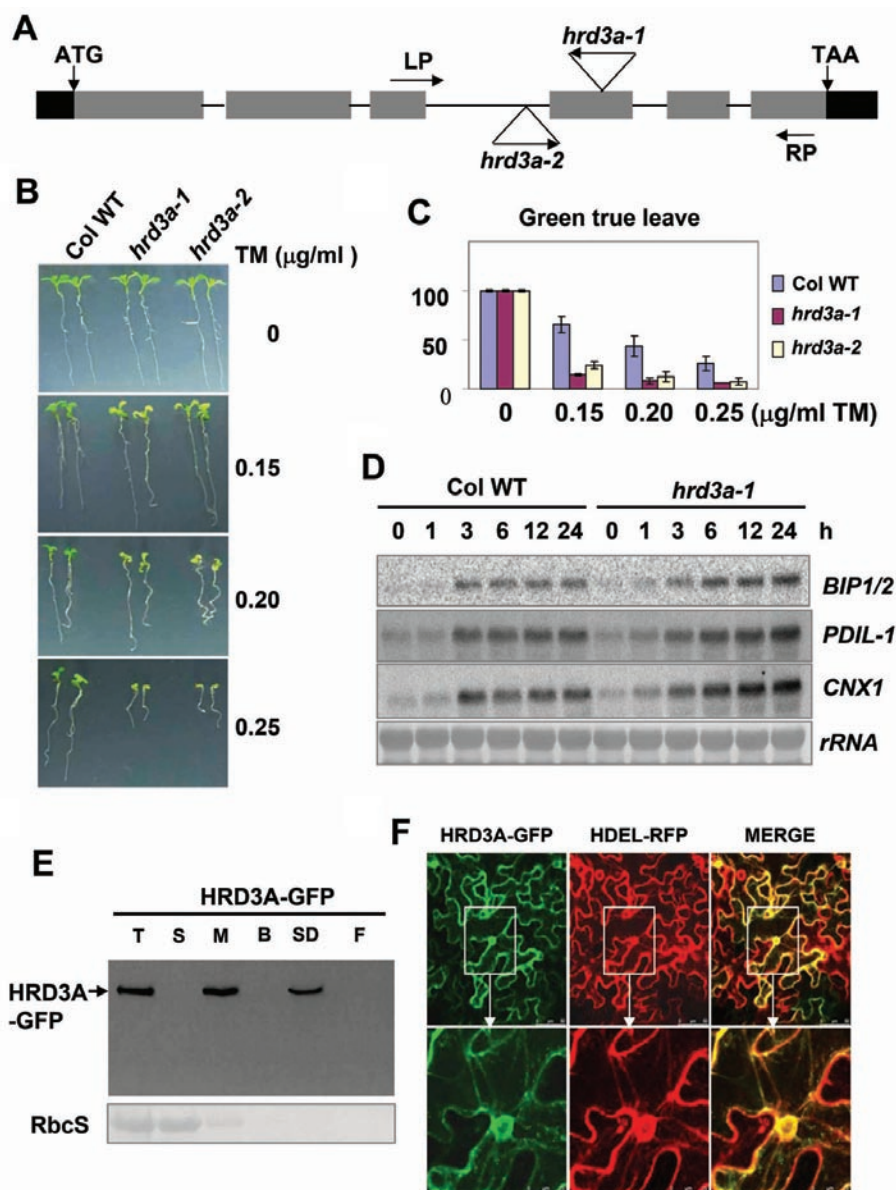 A
ATG
LP
hrd3a-1
TAA
hrd3a-2
RP
B
Col WT
hrd3a-1
hrd3a-2
TM (μg/ml )
0
0.15
0.20
0.25
C
Green true leave
100
50
0
0 0.15 0.20 0.25 (μg/ml TM)
Col WT
hrd3a-1
hrd3a-2
D
Col WT hrd3a-1
0 1 3 6 12 24 0 1 3 6 12 24 h
BIP1/2
PDIL-1
CNX1
rRNA
E
HRD3A-GFP
T S M B SD F
HRD3A
-GFP
RbcS
F
HRD3A-GFP HDEL-RFP MERGE